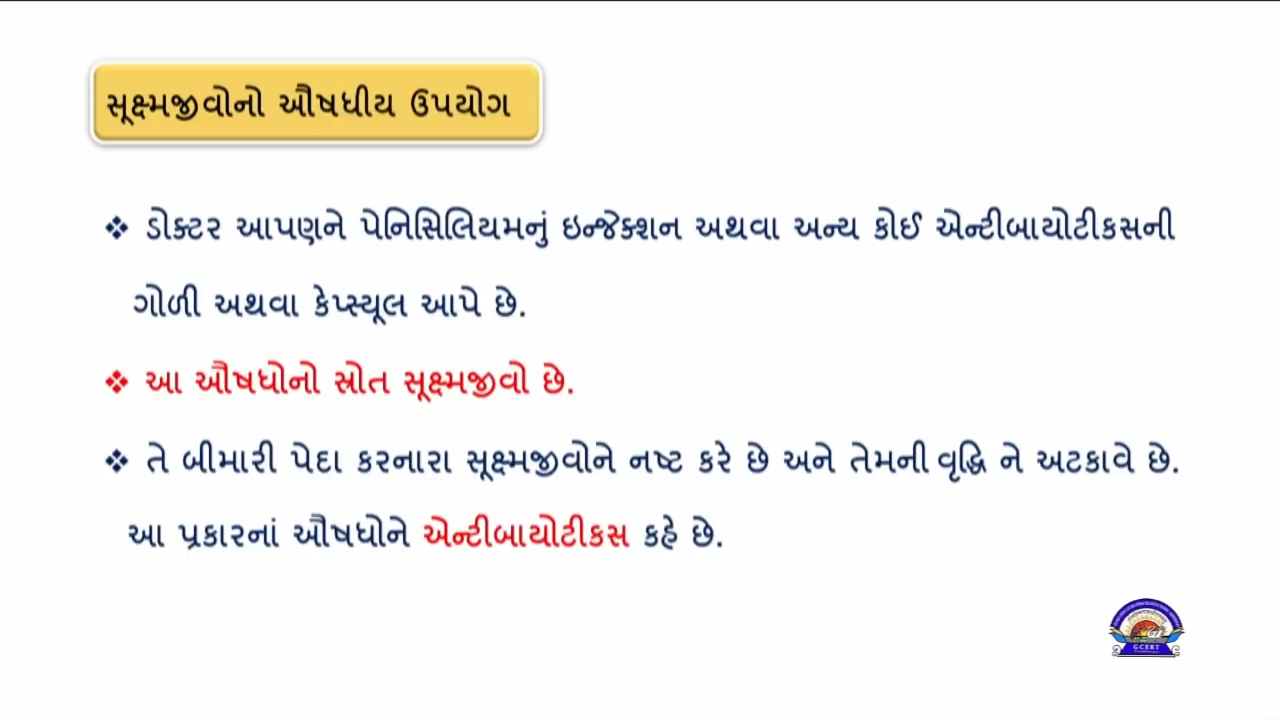 સૂક્ષ્મજીવોનો ઔષધીય ઉપયોગ
❖ ડોક્ટર આપણને પેનિસિલિયમનું ઇન્જેક્શન અથવા અન્ય કોઈ એન્ટીબાયોટીકસની
ગોળી અથવા કેપ્સ્યૂલ આપે છે.
❖ આ ઔષધોનો સ્રોત સૂક્ષ્મજીવો છે.
❖ તે બીમારી પેદા કરનારા સૂક્ષ્મજીવોને નષ્ટ કરે છે અને તેમની વૃદ્ધિ ને અટકાવે છે.
આ પ્રકારનાં ઔષધોને એન્ટીબાયોટીકસ કહે છે.
GCERT